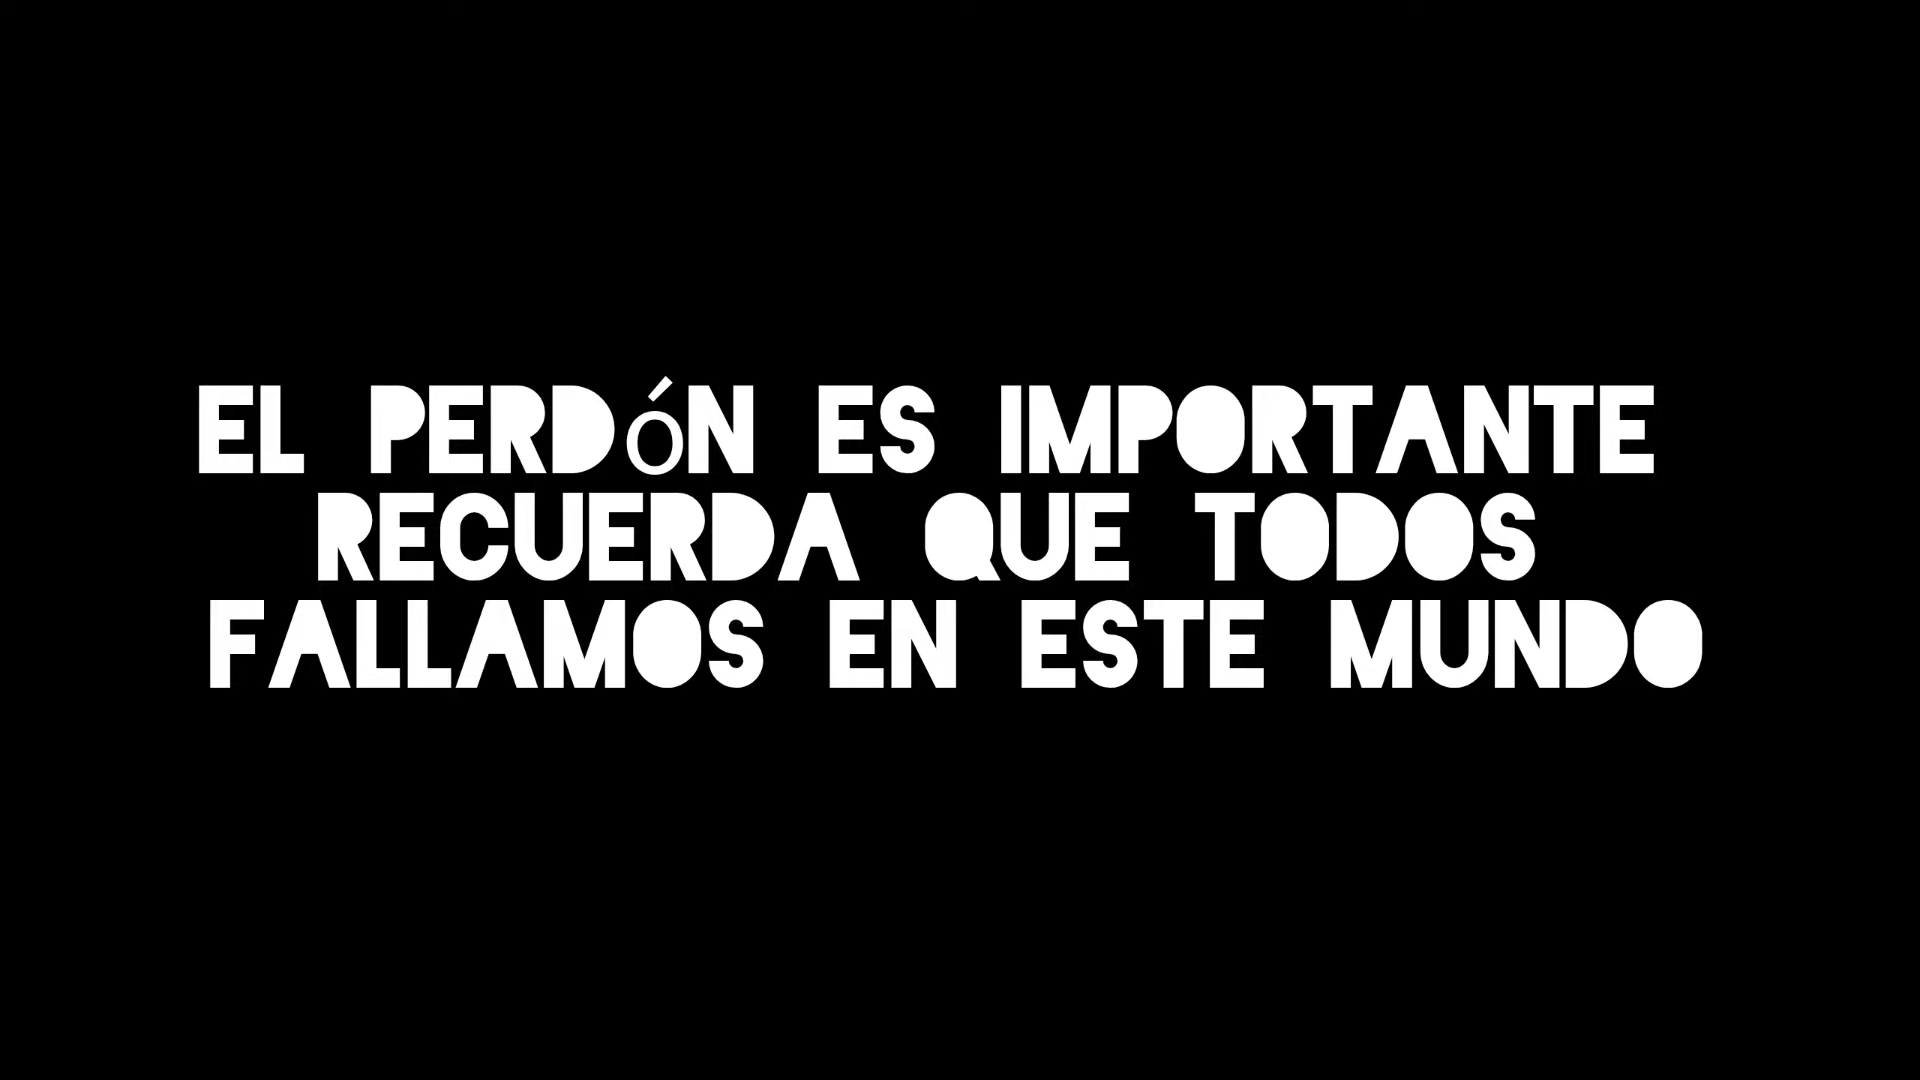 EL PERDóN ES IMPORTANTE
RECUERDA QUE TODOS
FALLAMOS EN ESTE MUNDO